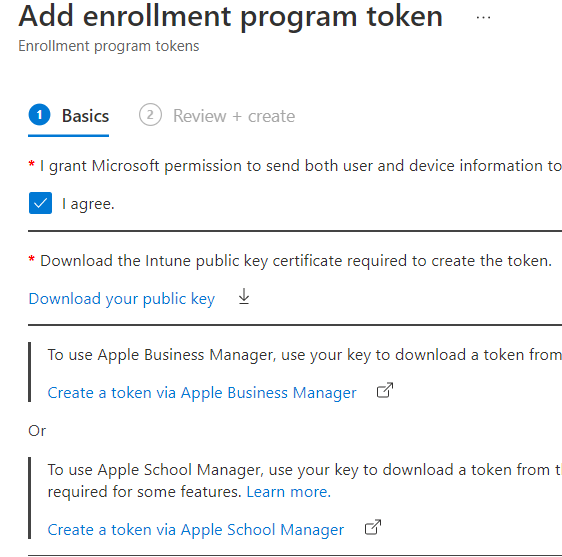 Add enrollment program token ...
Enrollment program tokens
1 Basics 2 Review + create
* I grant Microsoft permission to send both user and device information to
I agree.
* Download the Intune public key certificate required to create the token.
Download your public key
To use Apple Business Manager, use your key to download a token from
Create a token via Apple Business Manager
Or
To use Apple School Manager, use your key to download a token from t
required for some features. Learn more.
Create a token via Apple School Manager